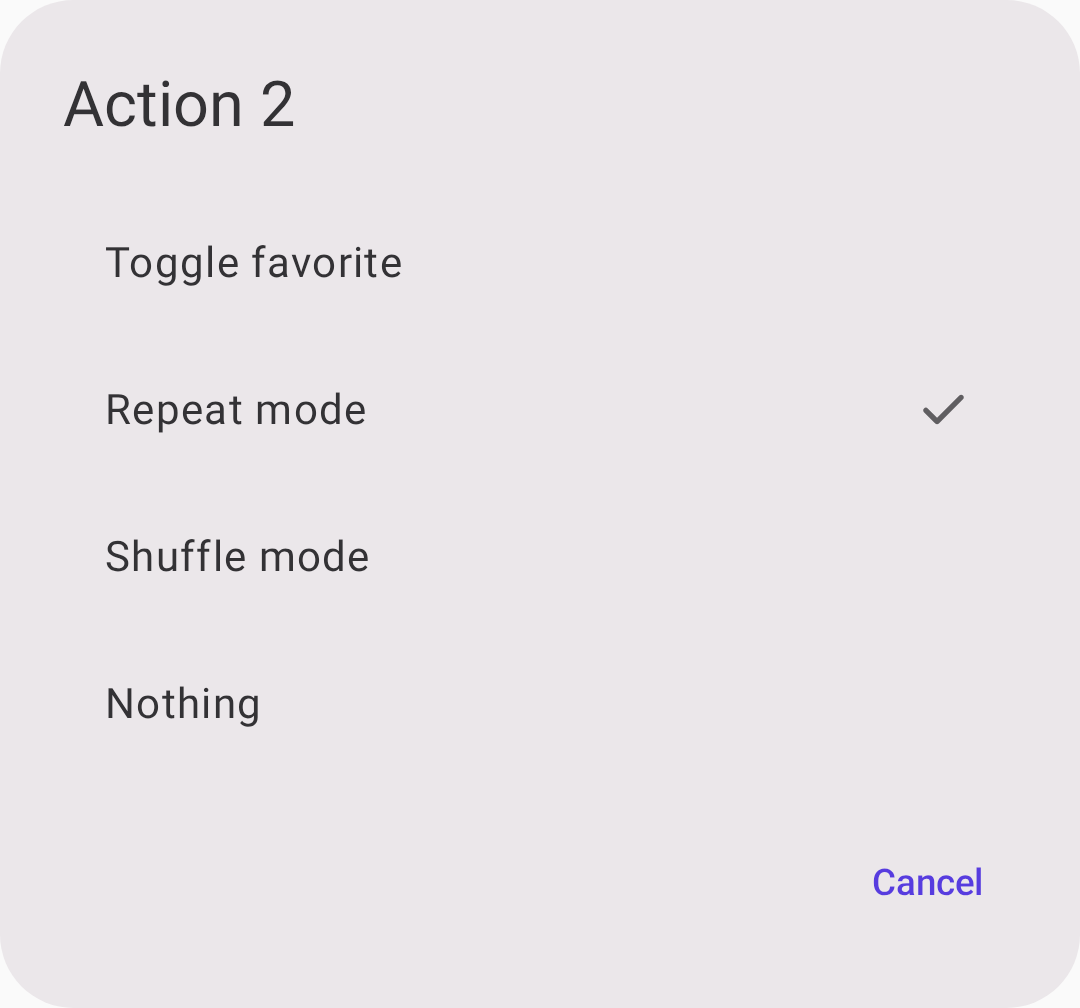 Action 2
Toggle favorite
Repeat mode
Shuffle mode
Nothing
Cancel